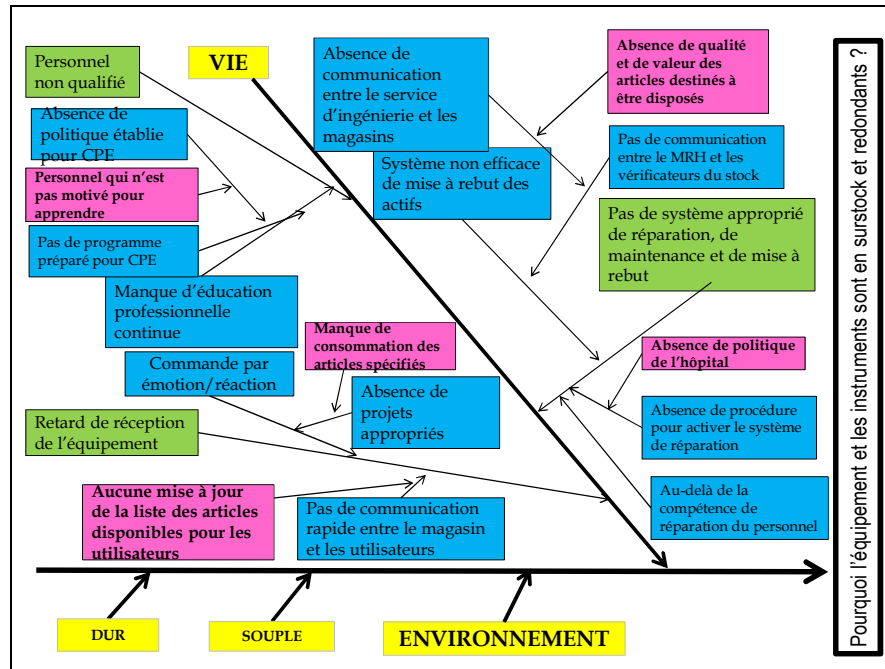 Personnel
non qualifié
VIE
Absence de
communication
entre le service
d'ingénierie et les
magasins
Absence de qualité
et de valeur des
articles destinés à
être disposés
Absence de
politique établie
pour CPE
Personnel qui n'est
pas motivé pour
apprendre
Pas de programme
préparé pour CPE
Manque d'éducation
professionnelle
continue
Système non efficace
de mise à rebut des
actifs
Pas de communication
entre le MRH et les
vérificateurs du stock
Pas de système approprié
de réparation, de
maintenance et de mise à
rebut
Commande par
émotion/réaction
Manque de
consommation des
articles spécifiés
Absence de
projets
appropriés
Absence de politique
de l'hôpital
Retard de réception
de l'équipement
Absence de procédure
pour activer le système
de réparation
Aucune mise à jour
de la liste des articles
disponibles pour les
utilisateurs
Pas de communication
rapide entre le magasin
et les utilisateurs
Au-delà de la
compétence de
réparation du personnel
Pourquoi l'équipement et les instruments sont en surstock et redondants ?
DUR
SOUPLE
ENVIRONNEMENT